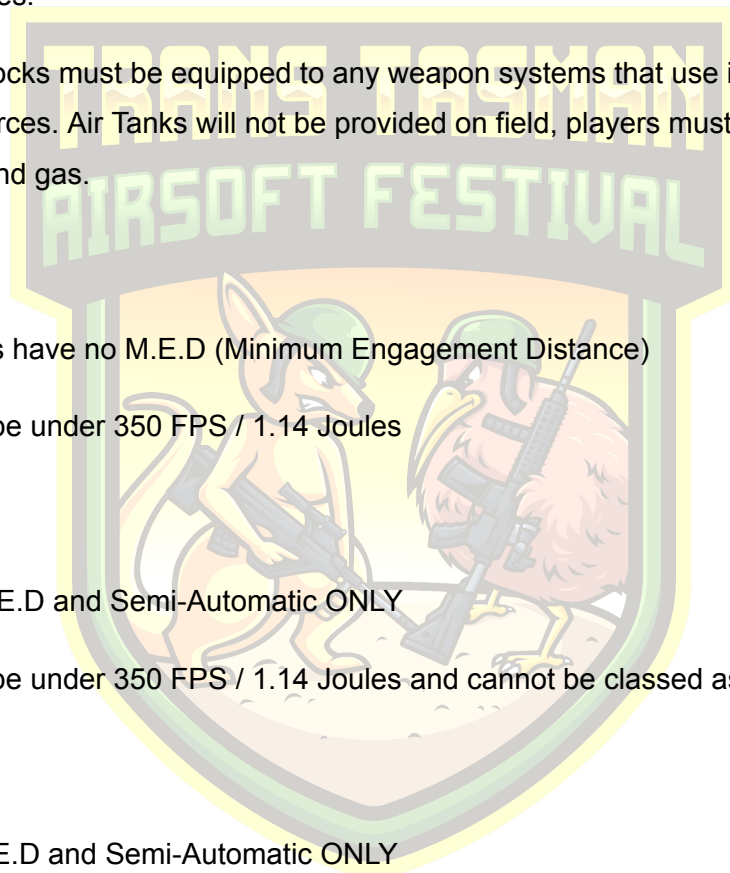 es.
TRANS TASMAN
ocks must be equipped to any weapon systems that use i
rces. Air Tanks will not be provided on field, players must
nd gas.
AIRSOFT FESTIVAL
s have no M.E.D (Minimum Engagement Distance)
be under 350 FPS / 1.14 Joules
E.D and Semi-Automatic ONLY
be under 350 FPS / 1.14 Joules and cannot be classed as
E.D and Semi-Automatic ONLY